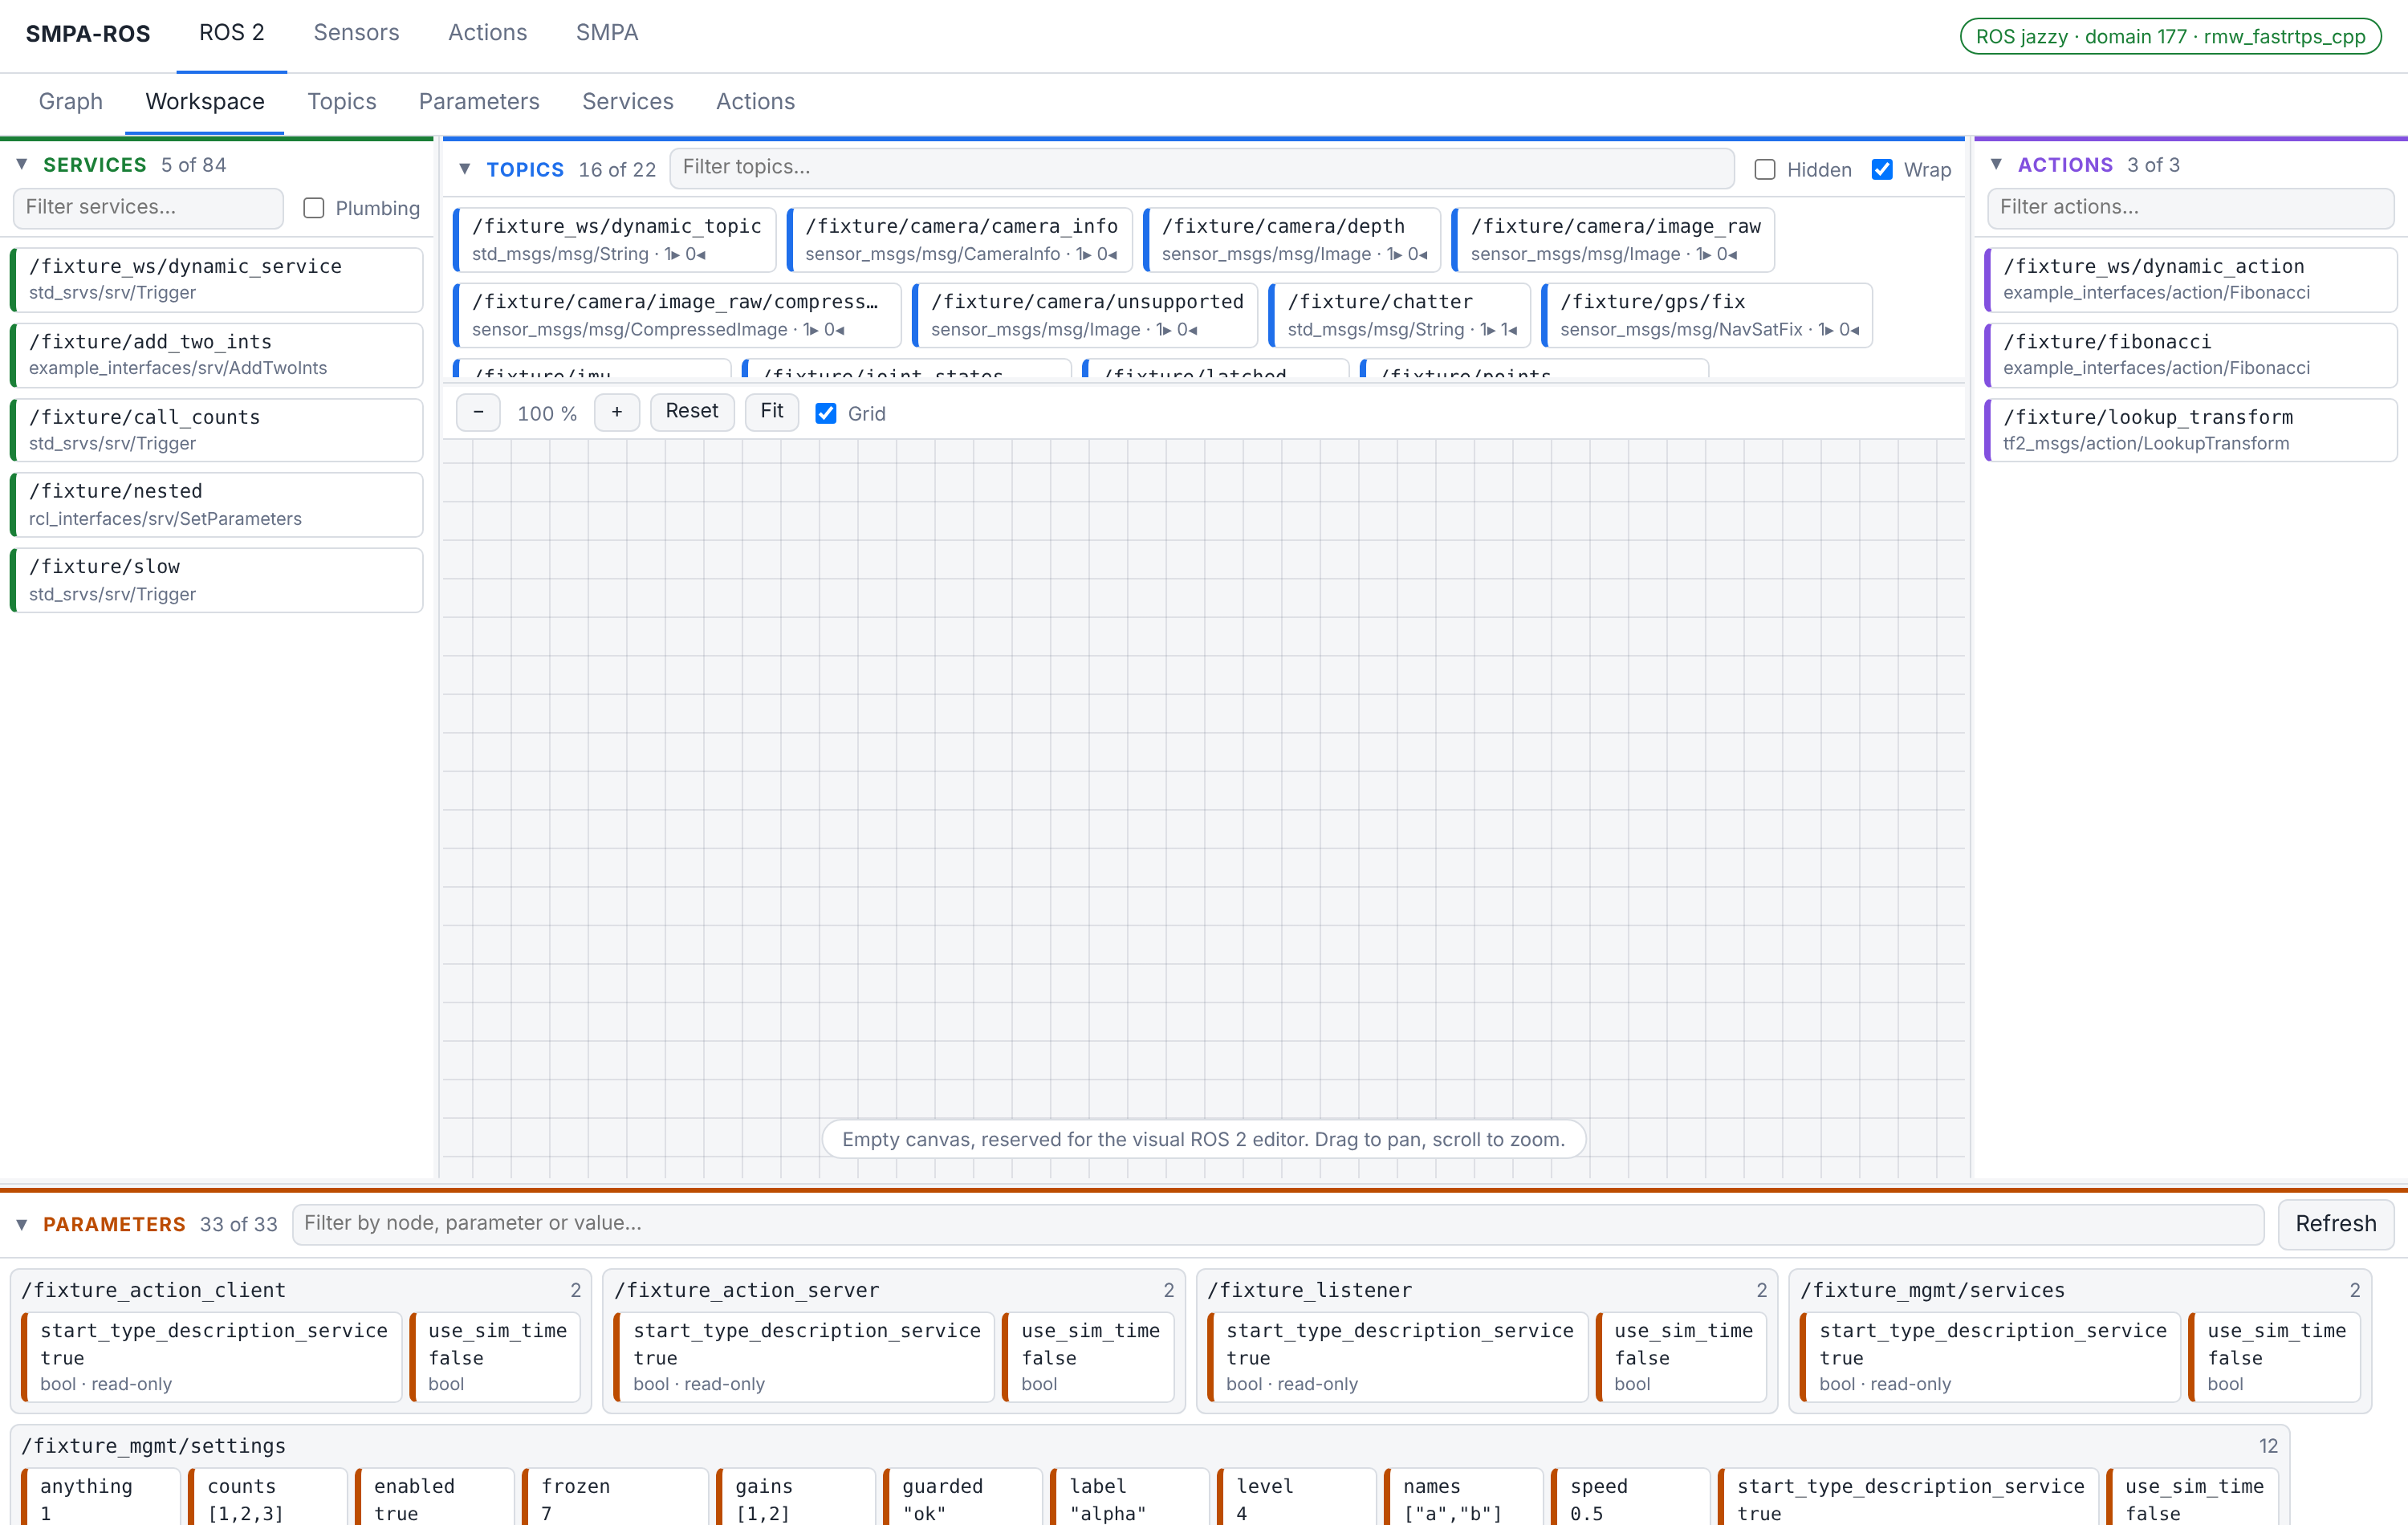 SMPA-ROS ROS 2 Sensors Actions SMPA ROS jazzy · domain 177 · rmw_fastrtps_cpp
Graph Workspace Topics Parameters Services Actions
▼ SERVICES 5 of 84
Filter services... Plumbing
/fixture_ws/dynamic_service
std_srvs/srv/Trigger
/fixture/add_two_ints
example_interfaces/srv/AddTwoInts
/fixture/call_counts
std_srvs/srv/Trigger
/fixture/nested
rcl_interfaces/srv/SetParameters
/fixture/slow
std_srvs/srv/Trigger
▼ TOPICS 16 of 22 Filter topics... Hidden Wrap
/fixture_ws/dynamic_topic /fixture/camera/camera_info /fixture/camera/depth /fixture/camera/image_raw
std_msgs/msg/String · 1▸ 0◂ sensor_msgs/msg/CameraInfo · 1▸ 0◂ sensor_msgs/msg/Image · 1▸ 0◂ sensor_msgs/msg/Image · 1▸ 0◂
/fixture/camera/image_raw/compress… /fixture/camera/unsupported /fixture/chatter /fixture/gps/fix
sensor_msgs/msg/CompressedImage · 1▸ 0◂ sensor_msgs/msg/Image · 1▸ 0◂ std_msgs/msg/String · 1▸ 1◂ sensor_msgs/msg/NavSatFix · 1▸ 0◂
/fixture/imu /fixture/joint_states /fixture/latched /fixture/points
− 100 % + Reset Fit Grid
Empty canvas, reserved for the visual ROS 2 editor. Drag to pan, scroll to zoom.
▼ ACTIONS 3 of 3
Filter actions...
/fixture_ws/dynamic_action
example_interfaces/action/Fibonacci
/fixture/fibonacci
example_interfaces/action/Fibonacci
/fixture/lookup_transform
tf2_msgs/action/LookupTransform
▼ PARAMETERS 33 of 33 Filter by node, parameter or value... Refresh
/fixture_action_client 2 /fixture_action_server 2 /fixture_listener 2 /fixture_mgmt/services 2
start_type_description_service use_sim_time start_type_description_service use_sim_time start_type_description_service use_sim_time start_type_description_service use_sim_time
true false true false true false true false
bool · read-only bool bool · read-only bool bool · read-only bool bool · read-only bool
/fixture_mgmt/settings 12
anything counts enabled frozen gains guarded label level names speed start_type_description_service use_sim_time
1 [1,2,3] true 7 [1,2] "ok" "alpha" 4 ["a","b"] 0.5 true false